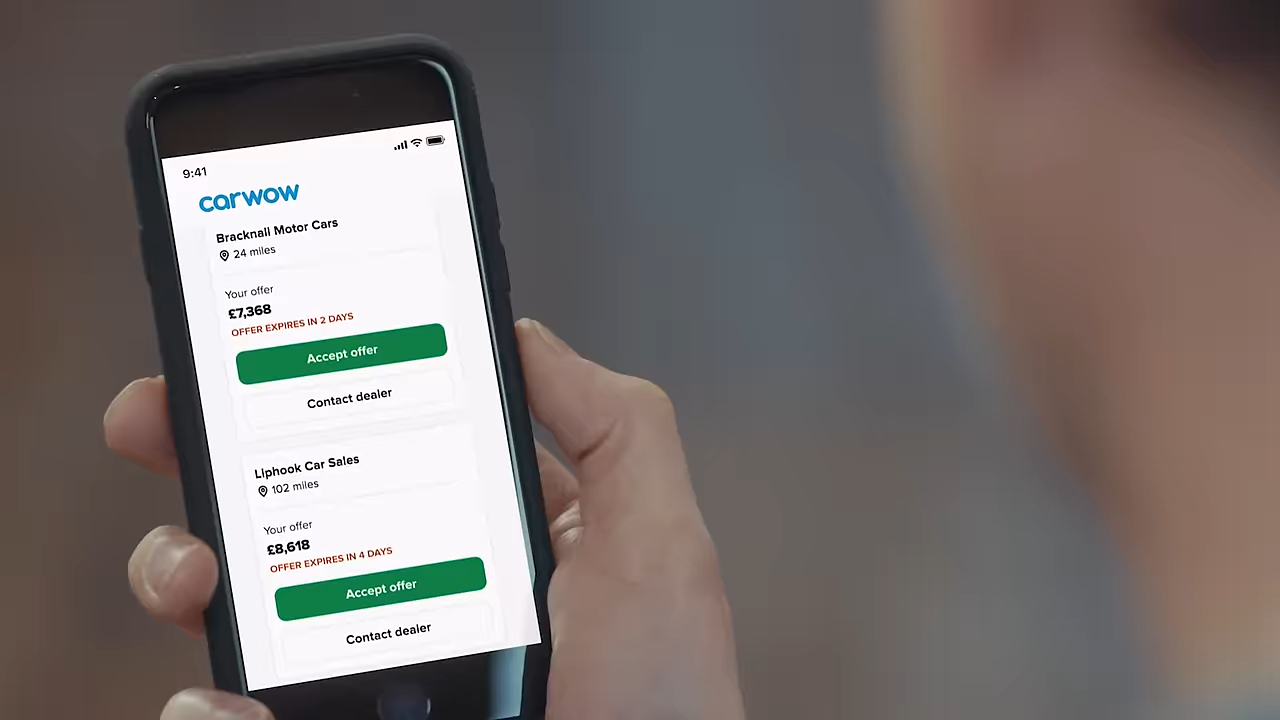 9:41
carwow
Bracknall Motor Cars
24 miles
Your offer
£7,368
OFFER EXPIRES IN 2 DAYS
Accept offer
Contact dealer
Liphook Car Sales
102 miles
Your offer
£8,618
OFFER EXPIRES IN 4 DAYS
Accept offer
Contact dealer